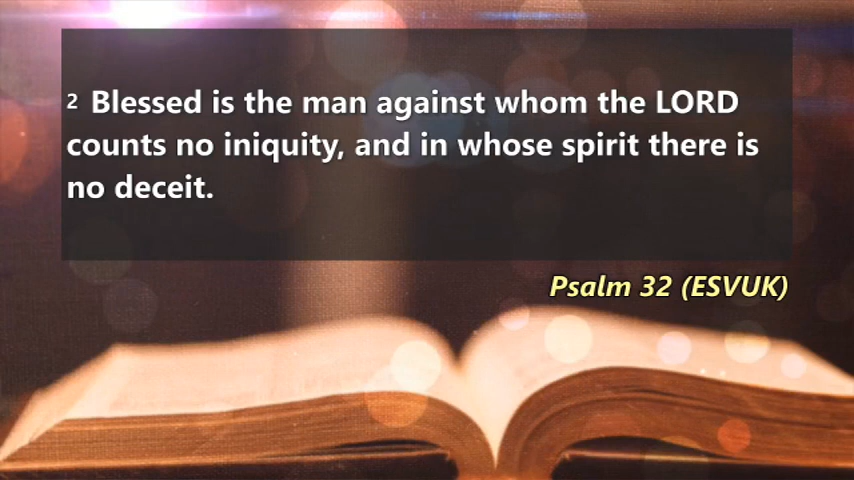 2 Blessed is the man against whom the LORD
counts no iniquity, and in whose spirit there is
no deceit.
Psalm 32 (ESVUK)